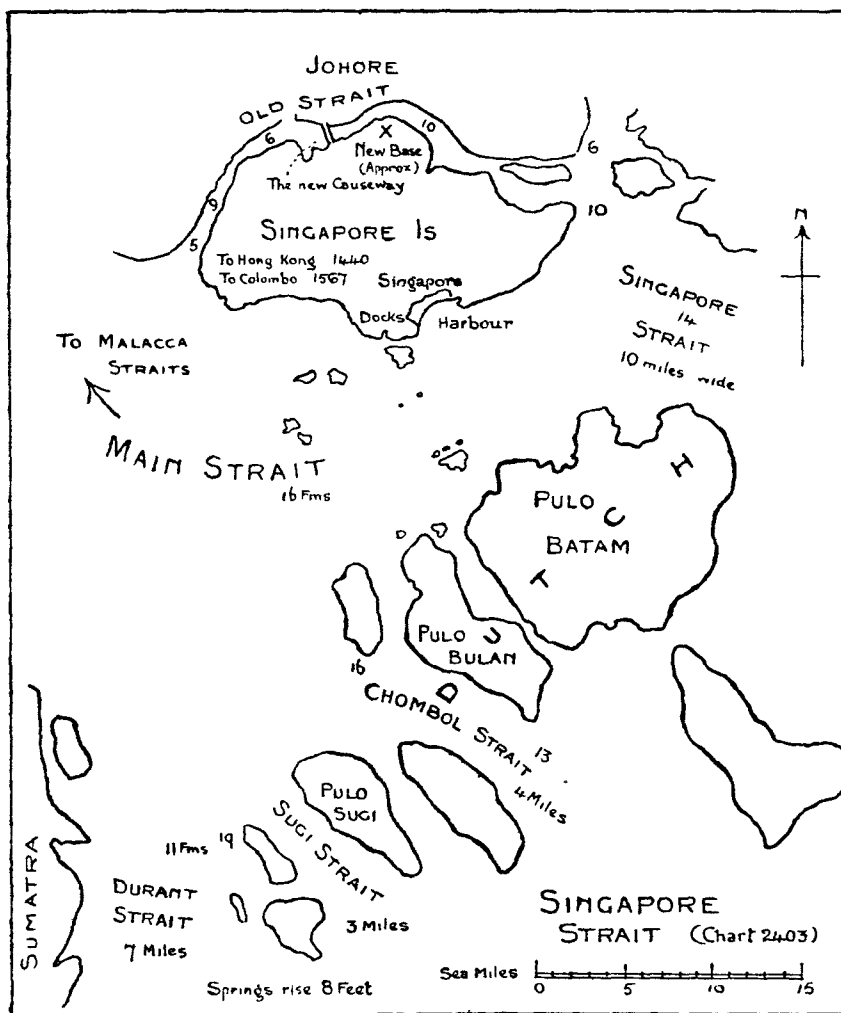 JOHORE
OLD STRAIT
6
10
X
New Base
(Approx)
6
The new Causeway
9
10
5
SINGAPORE Is
N
To Hong Kong 1440
To Colombo 1567
Singapore
Docks
Harbour
SINGAPORE
14
STRAIT
10 miles wide
To MALACCA
STRAITS
MAIN STRAIT
16 Fms
PULO
BATAM
DUTCH
PULO
BULAN
16
CHOMBOL STRAIT
13
4 Miles
PULO
SUGI
SUGI STRAIT
11 Fms
19
SUMATRA
DURANT
STRAIT
7 Miles
3 Miles
Springs rise 8 Feet
SINGAPORE
STRAIT (Chart 2403)
Sea Miles
0 5 10 15